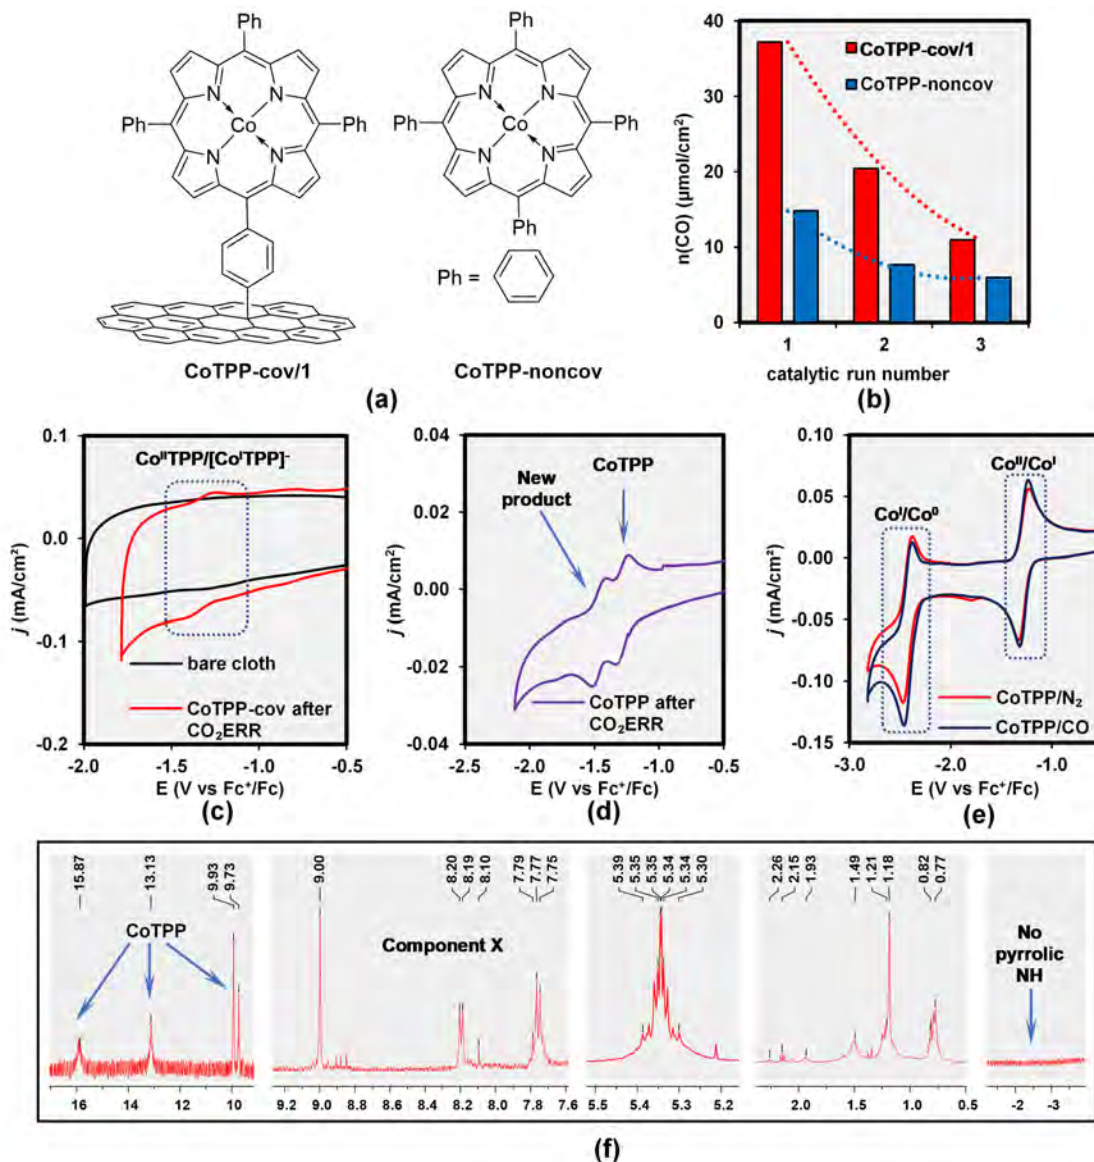 Ph
Ph
N
N
N
N
Co
Ph
Ph
CoTPP-cov/1
Ph
Ph
N
N
N
N
Co
Ph
Ph
Ph =
CoTPP-noncov
(a)
n(CO) (µmol/cm²)
40
30
20
10
0
CoTPP-cov/1
CoTPP-noncov
1
2
3
catalytic run number
(b)
j (mA/cm²)
0.1
0.0
-0.1
-0.2
CoᴵᴵTPP/[CoᴵTPP]⁻
bare cloth
CoTPP-cov after
CO₂ERR
-2.0
-1.5
-1.0
-0.5
E (V vs Fc⁺/Fc)
(c)
j (mA/cm²)
0.04
0.02
0.00
-0.02
-0.04
New
product
CoTPP
CoTPP after
CO₂ERR
-2.5
-2.0
-1.5
-1.0
-0.5
E (V vs Fc⁺/Fc)
(d)
j (mA/cm²)
0.10
0.05
0.00
-0.05
-0.10
-0.15
Coᴵᴵ/Coᴵ
Coᴵ/Co⁰
CoTPP/N₂
CoTPP/CO
-3.0
-2.0
-1.0
E (V vs Fc⁺/Fc)
(e)
15.87
13.13
9.93
9.73
9.00
8.20
8.19
8.10
7.79
7.77
7.75
5.39
5.35
5.35
5.34
5.34
5.30
2.26
2.15
1.93
1.49
1.21
1.18
0.82
0.77
CoTPP
Component X
No
pyrrolic
NH
16
14
12
10
9.2
9.0
8.8
8.6
8.4
8.2
8.0
7.8
7.6
5.5
5.4
5.3
5.2
2.0
1.5
1.0
0.5
-2
-3
(f)